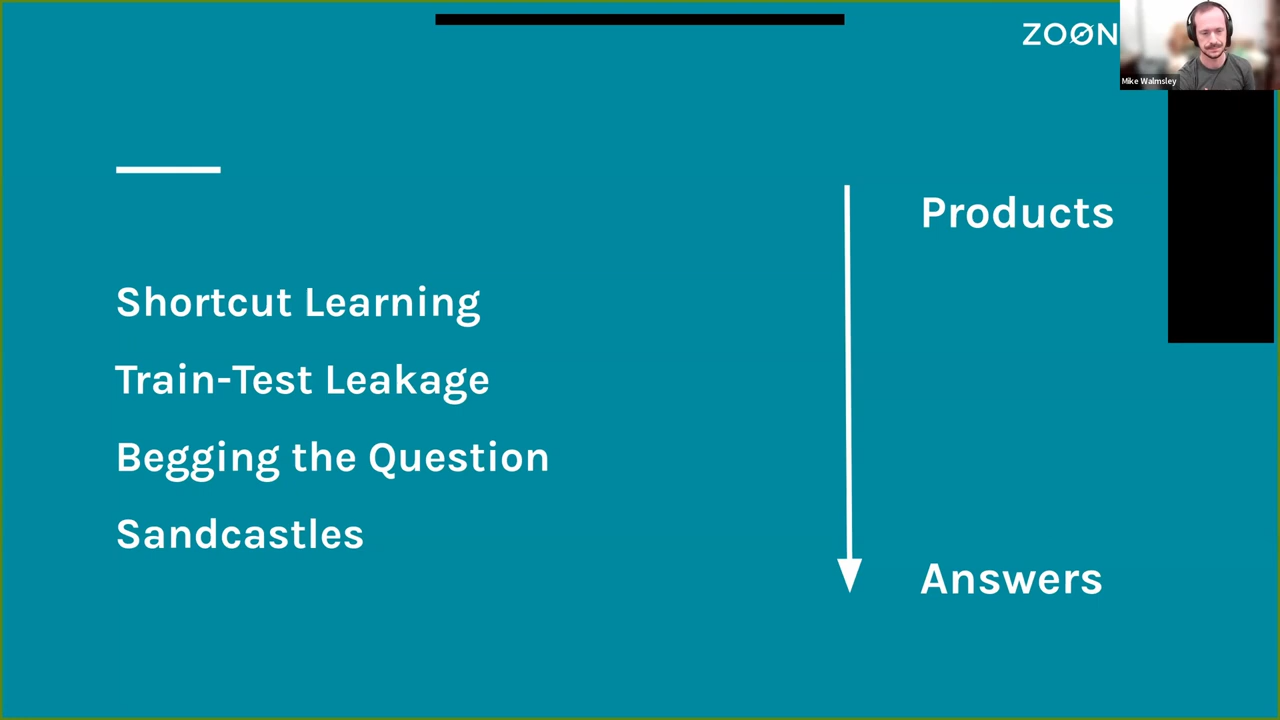 ZOON
Mike Walmsley
Products
Shortcut Learning
Train-Test Leakage
Begging the Question
Sandcastles
Answers